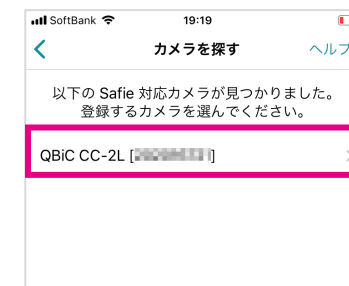 SoftBank 19:19
カメラを探す ヘルプ
以下の Safie 対応カメラが見つかりました。
登録するカメラを選んでください。
QBiC CC-2L [ ]